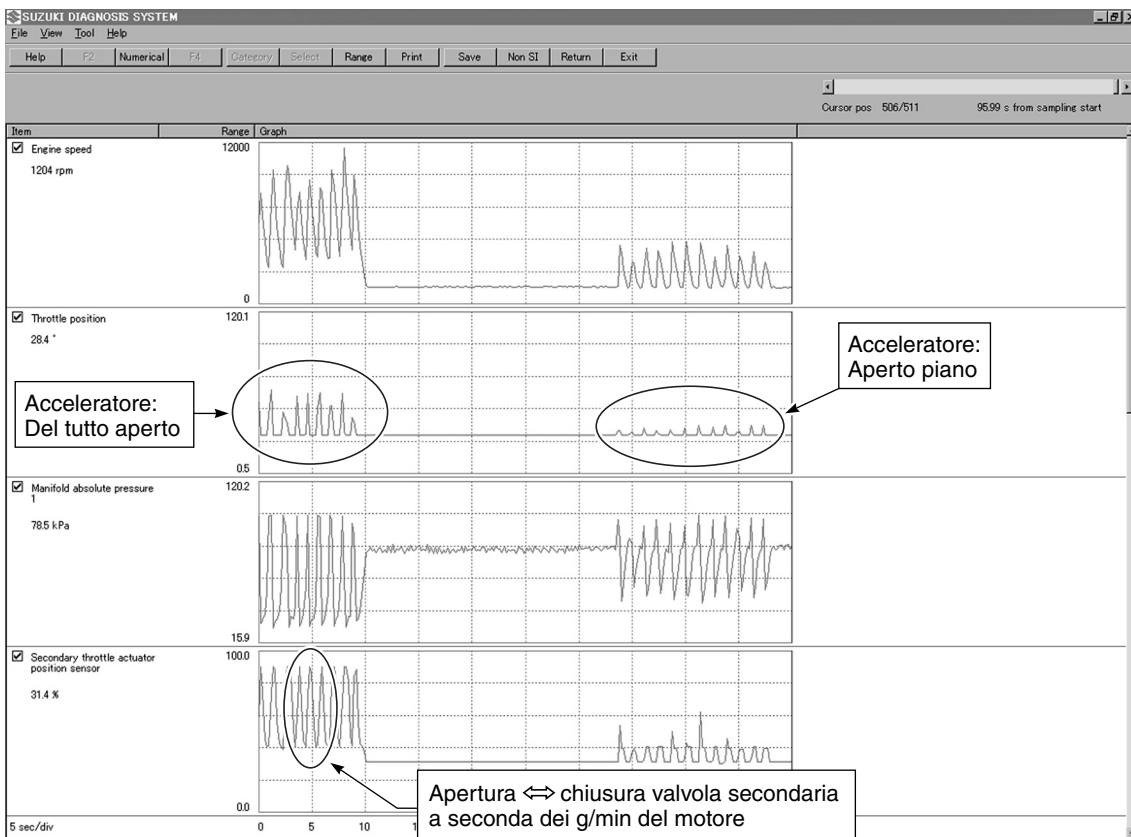 SUZUKI DIAGNOSIS SYSTEM
File View Tool Help
Help F2 Numerical F4 Category Select Range Print Save Non SI Return Exit
Cursor pos 506/511 95.99 s from sampling start
Item Range Graph
Engine speed 12000
1204 rpm
0
Throttle position 120.1
28.4 °
Acceleratore:
Del tutto aperto
Acceleratore:
Aperto piano
0.5
Manifold absolute pressure 120.2
1
78.5 kPa
15.9
Secondary throttle actuator 100.0
position sensor
31.4 %
Apertura ⇔ chiusura valvola secondaria
a seconda dei g/min del motore
0.0
5 sec/div 0 5 10